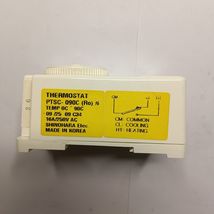 THERMOSTAT
PTSC- 090C (Ro)
TEMP 0C 90C
16A/250V AC
SHINOHARA Elec.
MADE IN KOREA
CM: COMMON
CL: COOLING
HT: HEATING